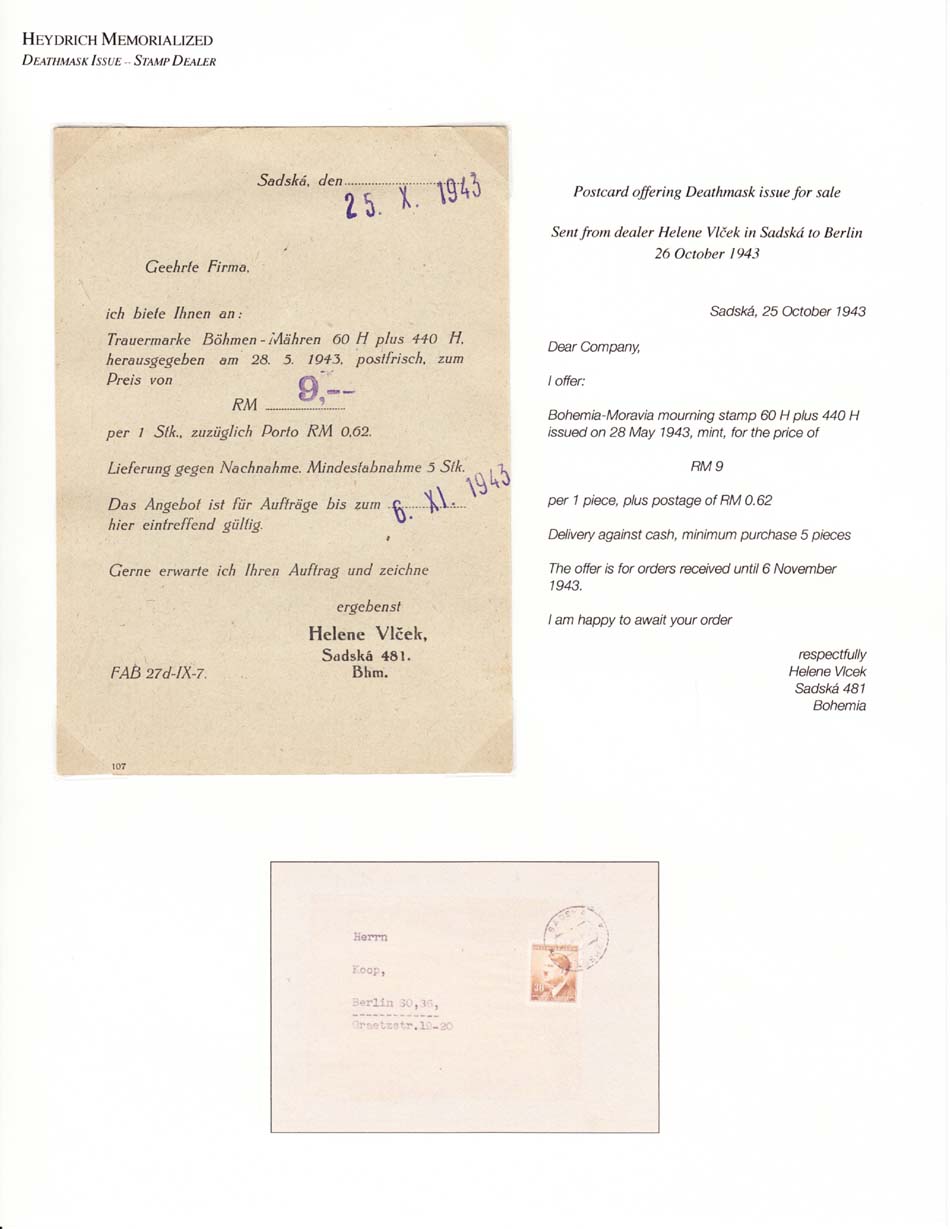 HEYDRICH MEMORIALIZED
DEATHMASK ISSUE -- STAMP DEALER
Sadská, den
25. X. 1943
Geehrte Firma,
ich biete Ihnen an:
Trauermarke Böhmen-Mähren 60 H plus 440 H,
herausgegeben am 28. 5. 1943, postfrisch, zum
Preis von
RM 9,--
per 1 Stk., zuzüglich Porto RM 0,62.
Lieferung gegen Nachnahme. Mindestabnahme 5 Stk.
Das Angebot ist für Aufträge bis zum 6. XI. 1943
hier eintreffend gültig.
Gerne erwarte ich Ihren Auftrag und zeichne
ergebenst
Helene Vlček,
Sadská 481.
Bhm.
FAB 27d-IX-7.
107
Postcard offering Deathmask issue for sale
Sent from dealer Helene Vlček in Sadská to Berlin
26 October 1943
Sadská, 25 October 1943
Dear Company,
I offer:
Bohemia-Moravia mourning stamp 60 H plus 440 H
issued on 28 May 1943, mint, for the price of
RM 9
per 1 piece, plus postage of RM 0.62
Delivery against cash, minimum purchase 5 pieces
The offer is for orders received until 6 November
1943.
I am happy to await your order
respectfully
Helene Vlcek
Sadská 481
Bohemia
Herrn
Koop,
Berlin SO,36,
Graetzstr.19-20
30